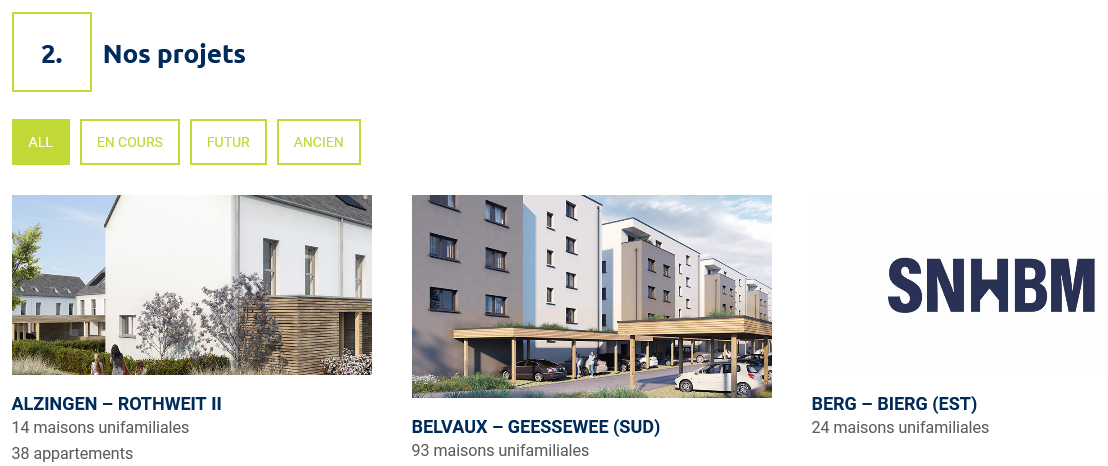 2.
Nos projets
ALL
EN COURS
FUTUR
ANCIEN
ALZINGEN – ROTHWEIT II
14 maisons unifamiliales
38 appartements
BELVAUX – GEESSEWEE (SUD)
93 maisons unifamiliales
SNHBM
BERG – BIERG (EST)
24 maisons unifamiliales